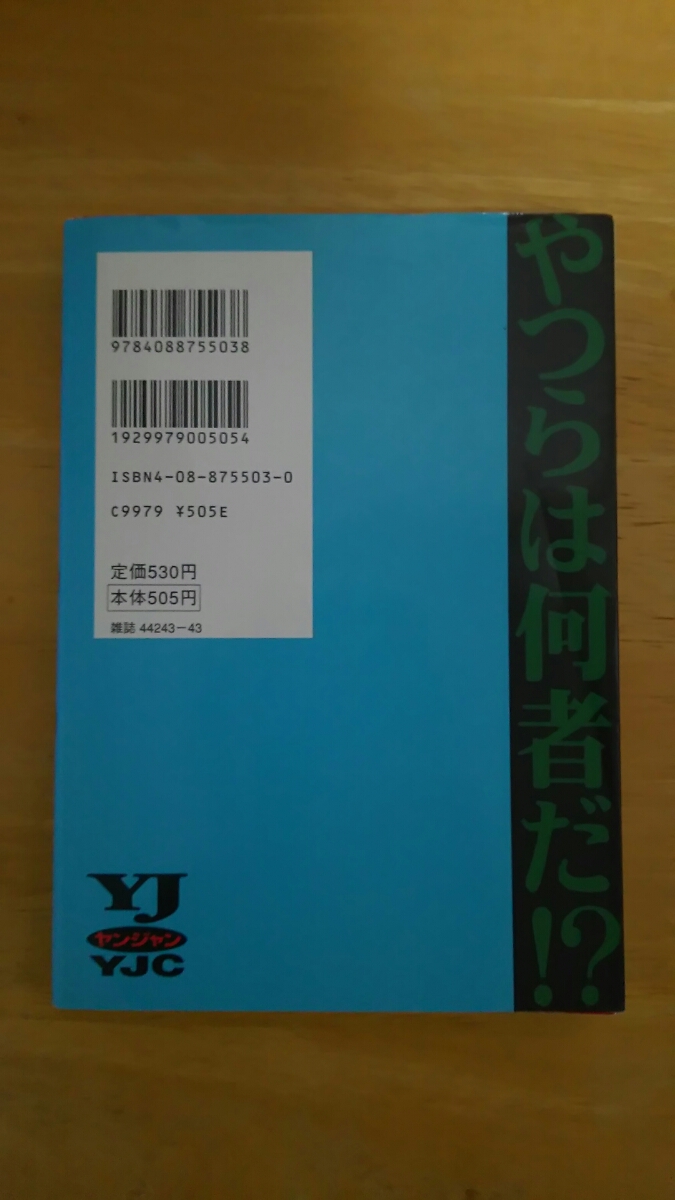 9784088755038
1929979005054
ISBN4-08-875503-0
C9979 ¥505E
定価530円
本体505円
雑誌 44243-43
YJ
ヤンジャン
YJC
やつらは何者だ!?